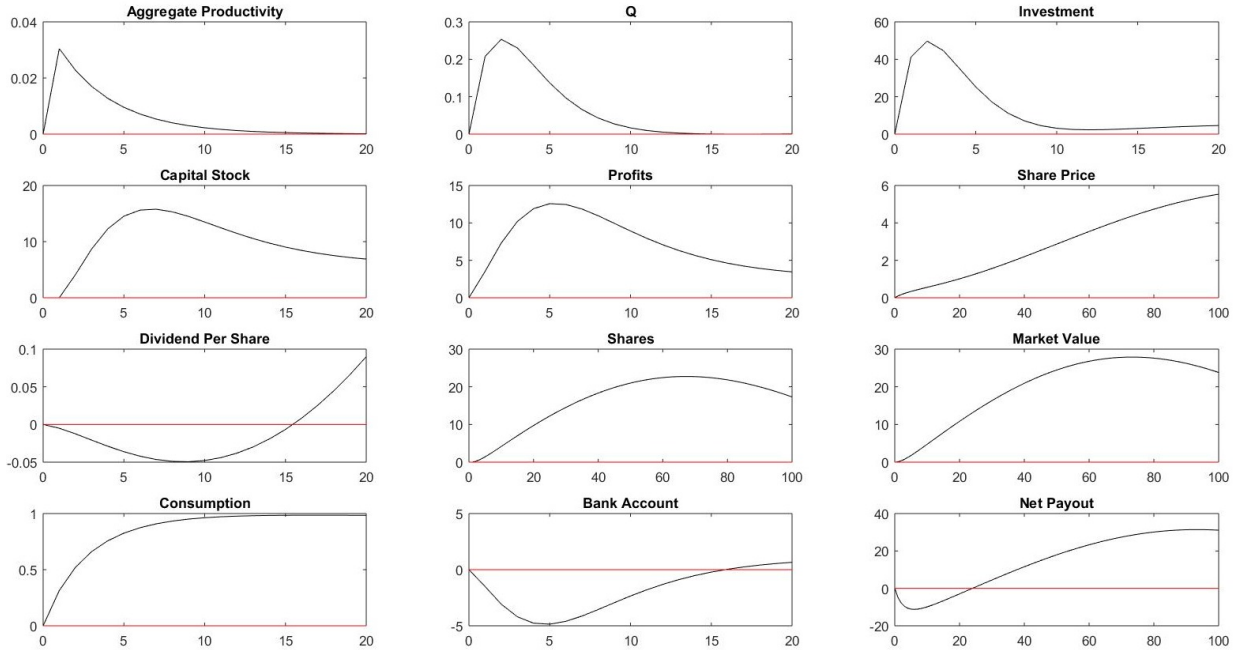 Aggregate Productivity
0.04
0.02
0
0 5 10 15 20
Q
0.3
0.2
0.1
0
0 5 10 15 20
Investment
60
40
20
0
0 5 10 15 20
Capital Stock
20
10
0
0 5 10 15 20
Profits
15
10
5
0
0 5 10 15 20
Share Price
6
4
2
0
0 20 40 60 80 100
Dividend Per Share
0.1
0.05
0
-0.05
0 5 10 15 20
Shares
30
20
10
0
0 20 40 60 80 100
Market Value
30
20
10
0
0 20 40 60 80 100
Consumption
1
0.5
0
0 5 10 15 20
Bank Account
5
0
-5
0 5 10 15 20
Net Payout
40
20
0
-20
0 20 40 60 80 100